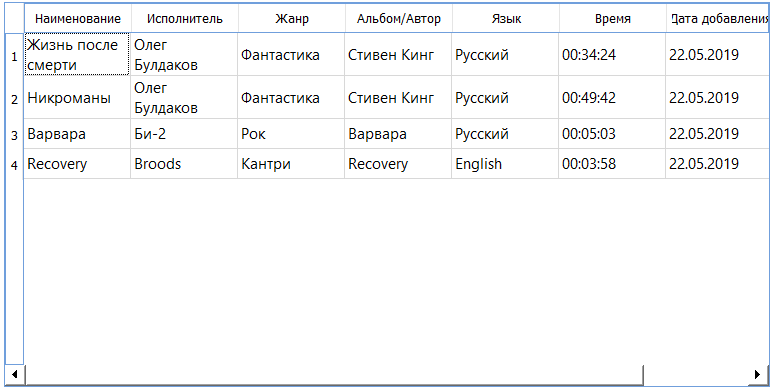 Наименование Исполнитель Жанр Альбом/Автор Язык Время Дата добавления
1 Жизнь после смерти Олег Булдаков Фантастика Стивен Кинг Русский 00:34:24 22.05.2019
2 Никроманы Олег Булдаков Фантастика Стивен Кинг Русский 00:49:42 22.05.2019
3 Варвара Би-2 Рок Варвара Русский 00:05:03 22.05.2019
4 Recovery Broods Кантри Recovery English 00:03:58 22.05.2019